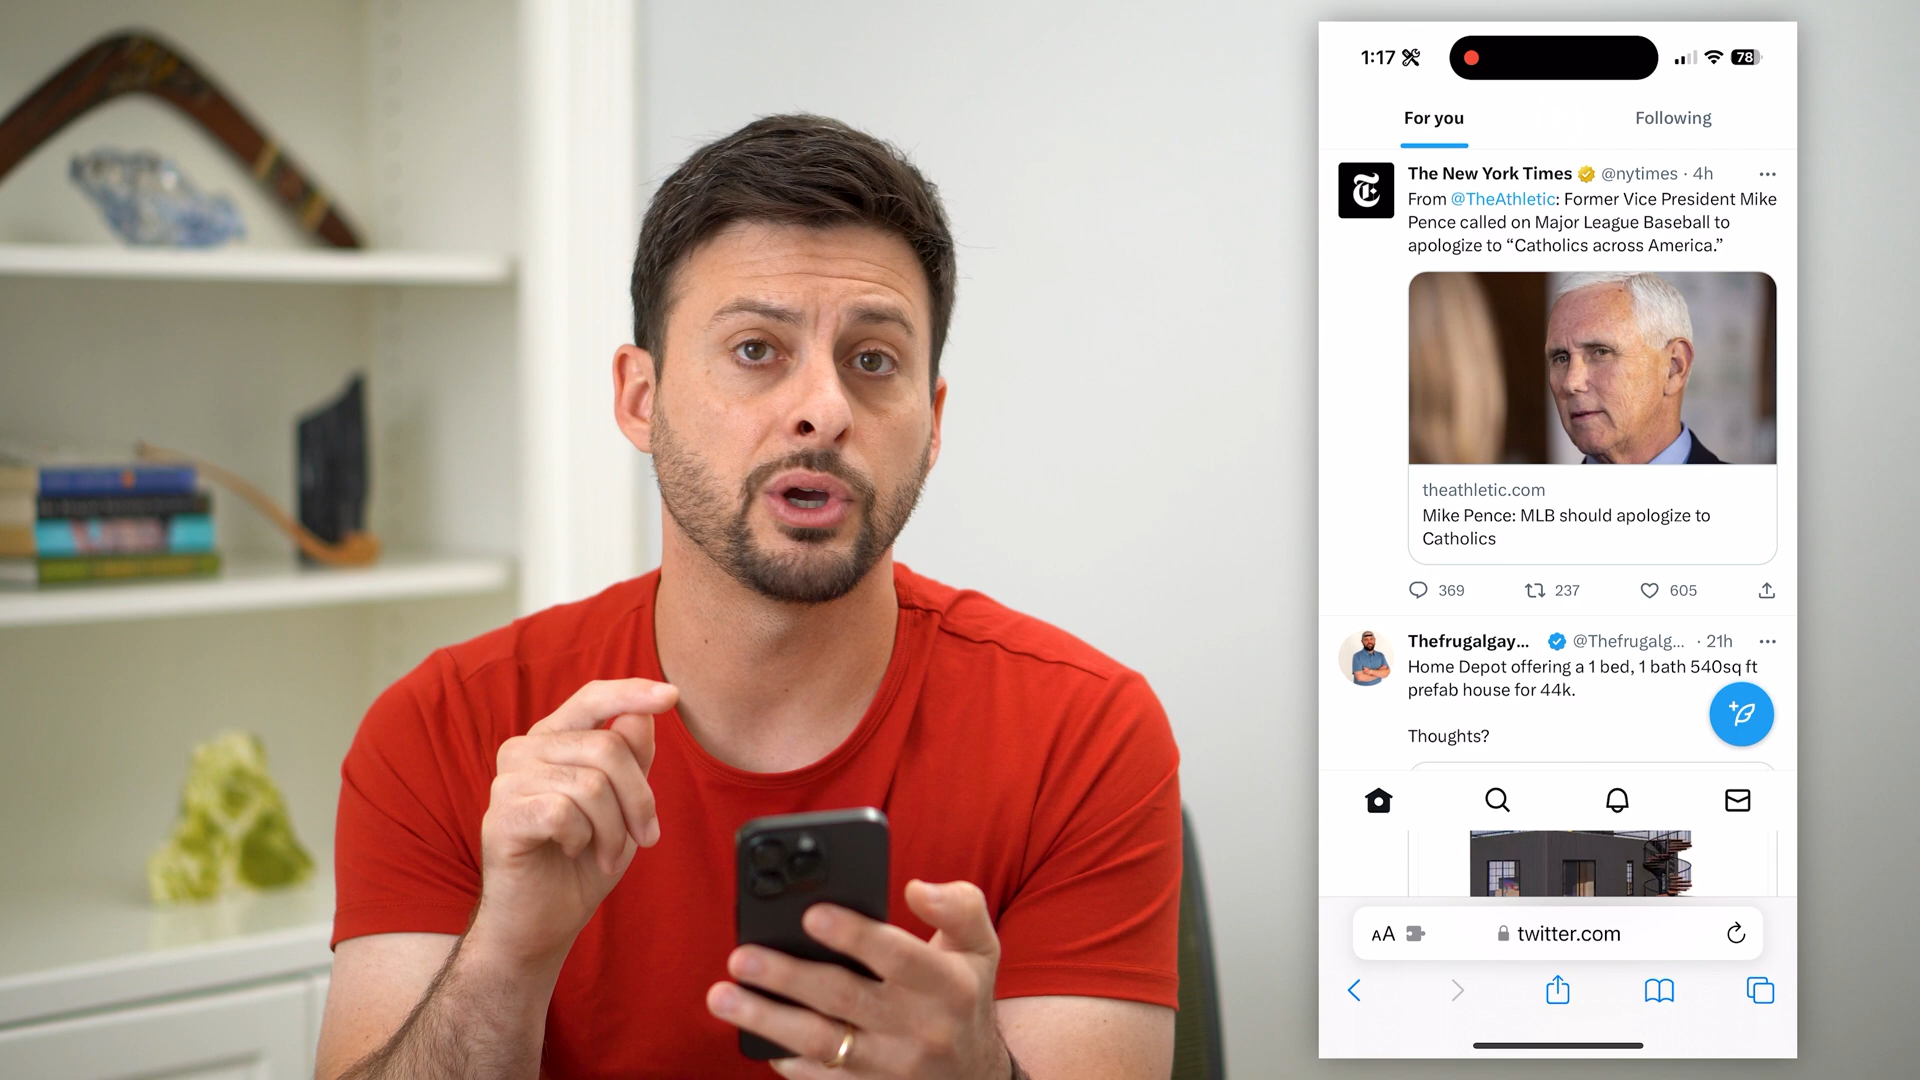 1:17
78
For you
Following
The New York Times @nytimes · 4h
From @TheAthletic: Former Vice President Mike
Pence called on Major League Baseball to
apologize to “Catholics across America.”
theathletic.com
Mike Pence: MLB should apologize to
Catholics
369 237 605
Thefrugalgay... @Thefrugalg... · 21h
Home Depot offering a 1 bed, 1 bath 540sq ft
prefab house for 44k.
Thoughts?
AA twitter.com